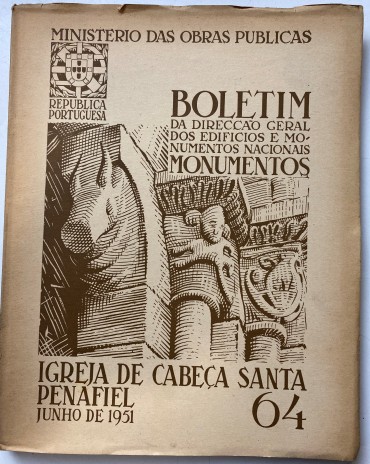 MINISTERIO DAS OBRAS PUBLICAS
REPUBLICA
PORTUGUESA
BOLETIM
DA DIRECCAO GERAL
DOS EDIFICIOS E MO-
NUMENTOS NACIONAIS
MONUMENTOS
IGREJA DE CABEÇA SANTA
PENAFIEL
JUNHO DE 1951
64